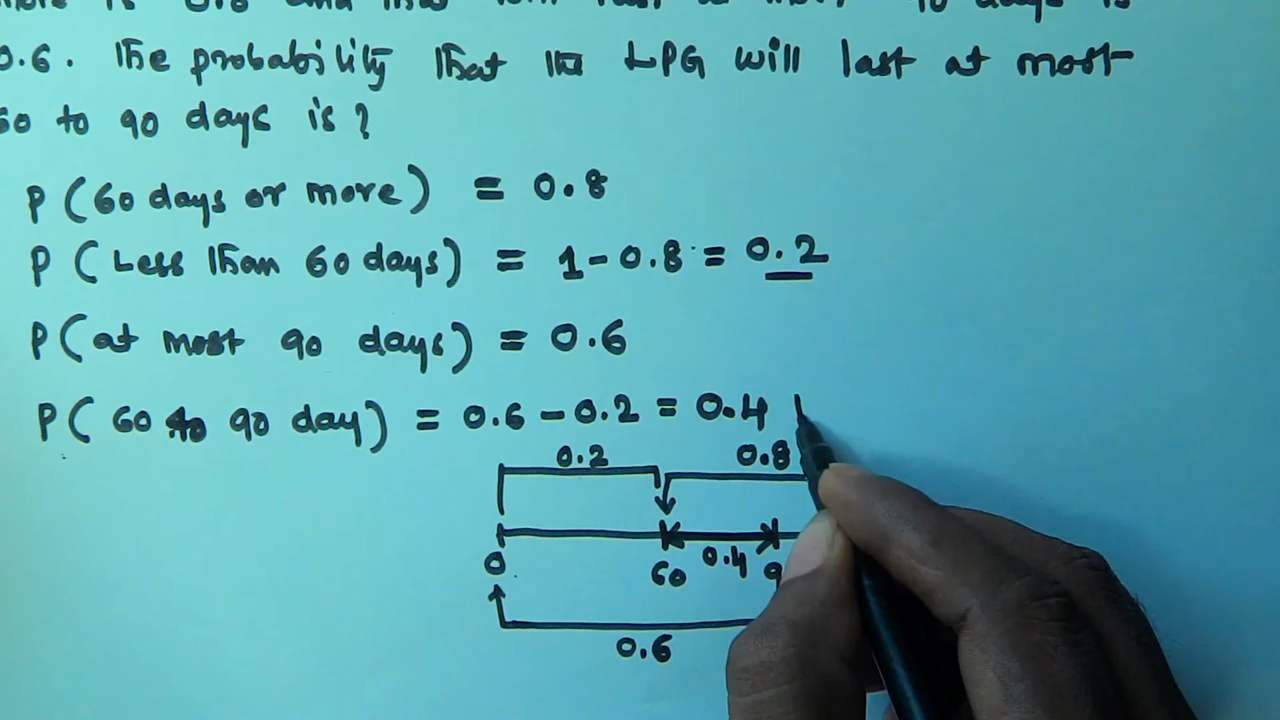 0.6. The probability that the LPG will last at most
60 to 90 days is?
P (60 days or more) = 0.8
P (Less than 60 days) = 1-0.8 = 0.2
P (at most 90 days) = 0.6
P( 60 to 90 day) = 0.6 - 0.2 = 0.4
0.2 0.8
0 60 0.4 9
0.6